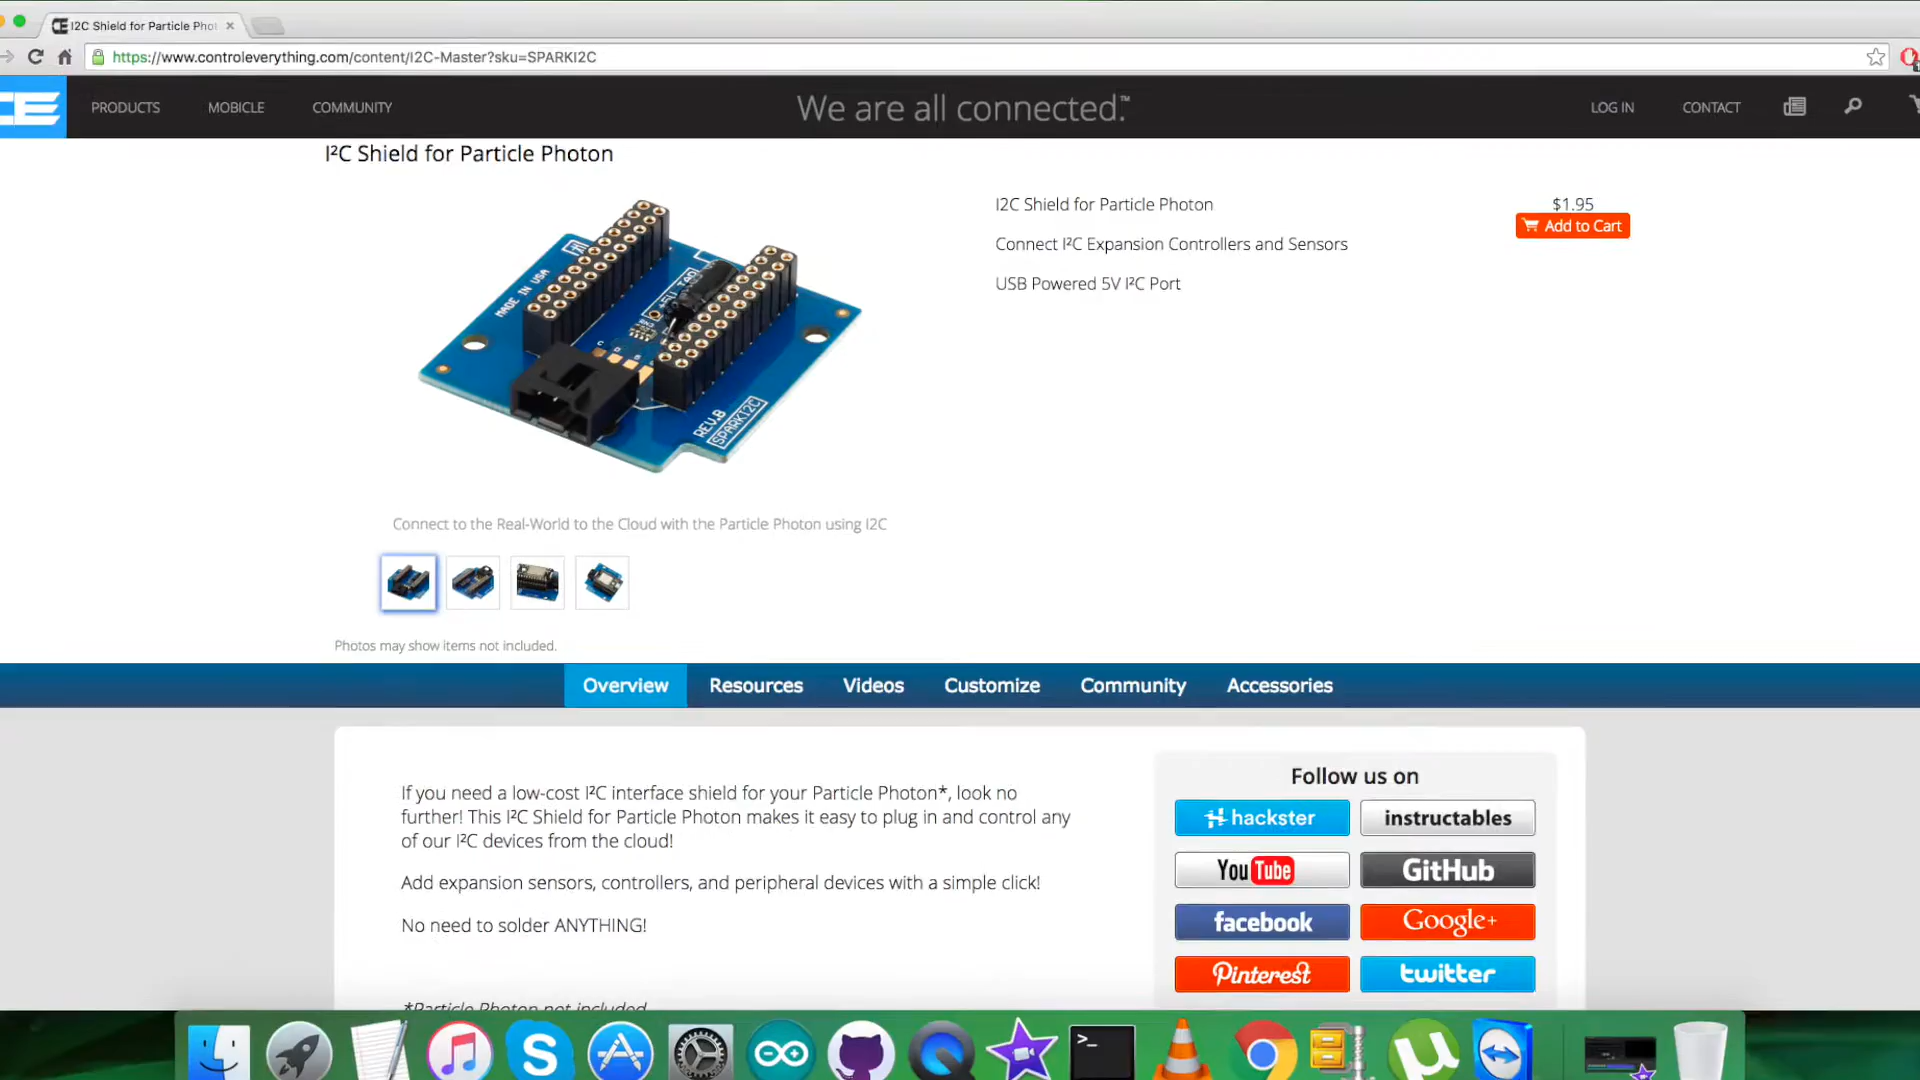 I2C Shield for Particle Pho
https://www.controleverything.com/content/I2C-Master?sku=SPARKI2C
CE
PRODUCTS
MOBICLE
COMMUNITY
We are all connected.™
LOG IN
CONTACT
I²C Shield for Particle Photon
MADE IN USA
REV.B
SPARKI2C
I2C Shield for Particle Photon
Connect I²C Expansion Controllers and Sensors
USB Powered 5V I²C Port
$1.95
Add to Cart
Connect to the Real-World to the Cloud with the Particle Photon using I2C
Photos may show items not included.
Overview
Resources
Videos
Customize
Community
Accessories
If you need a low-cost I²C interface shield for your Particle Photon*, look no
further! This I²C Shield for Particle Photon makes it easy to plug in and control any
of our I²C devices from the cloud!
Add expansion sensors, controllers, and peripheral devices with a simple click!
No need to solder ANYTHING!
*Particle Photon not included
Follow us on
hackster
instructables
YouTube
GitHub
facebook
Google+
Pinterest
twitter